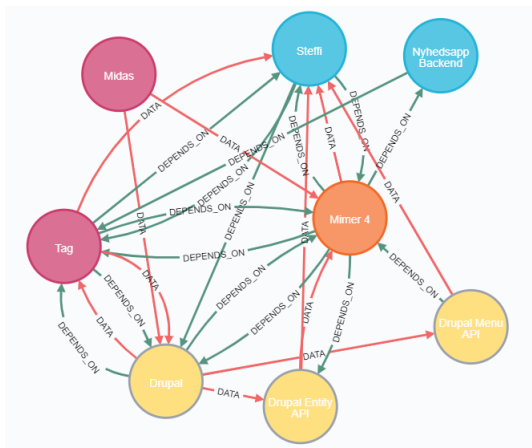 Steffi
Nyhedsapp
Backend
Midas
DATA
DEPENDS_ON
DEPENDS_ON
DEPENDS_ON
DATA
DATA
DEPENDS_ON
DEPENDS_ON
DEPENDS_ON
DEPENDS_ON
DATA
DEPENDS_ON
DATA
DATA
Mimer 4
Tag
DEPENDS_ON
DATA
DEPENDS_ON
DEPENDS_ON
DEPENDS_ON
DATA
DEPENDS_ON
DEPENDS_ON
DATA
DEPENDS_ON
DATA
Drupal Menu
API
Drupal
DATA
Drupal Entity
API